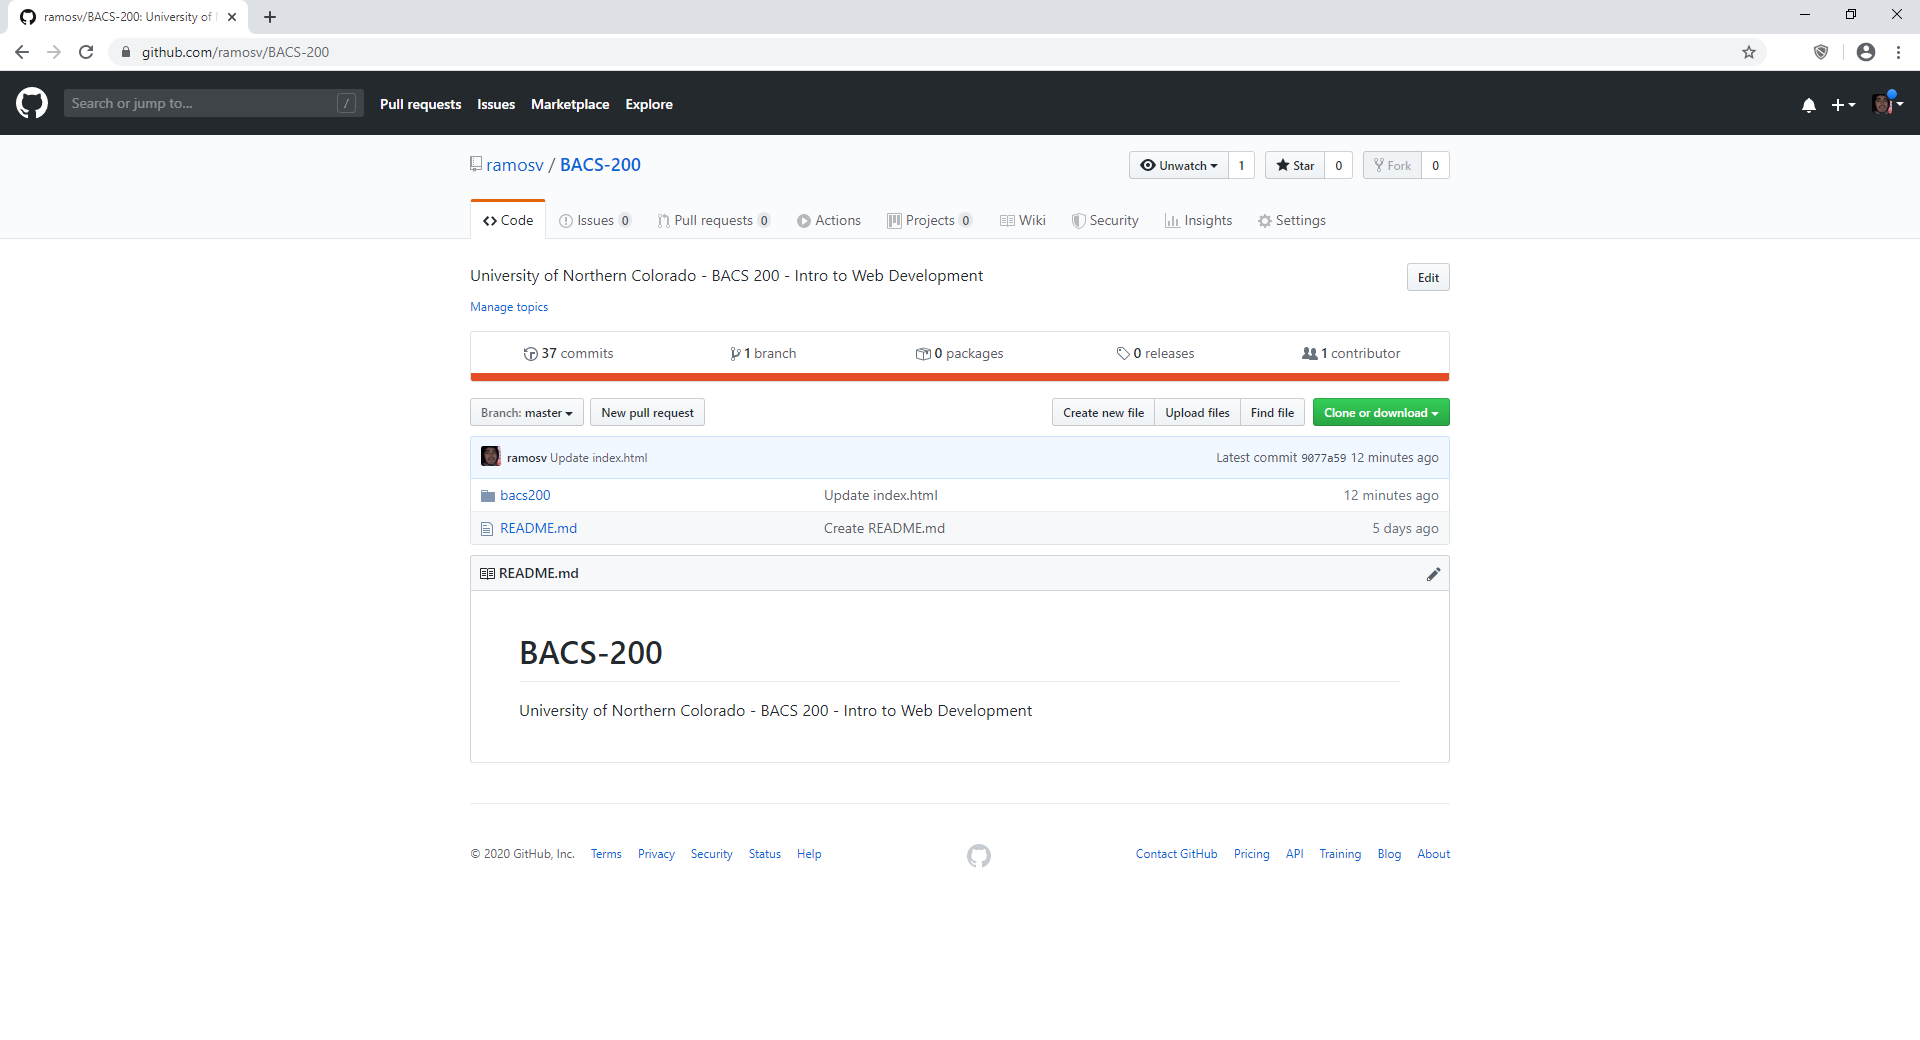 ramosv/BACS-200: University of
github.com/ramosv/BACS-200
Search or jump to... /
Pull requests Issues Marketplace Explore
ramosv / BACS-200
Unwatch 1 Star 0 Fork 0
Code Issues 0 Pull requests 0 Actions Projects 0 Wiki Security Insights Settings
University of Northern Colorado - BACS 200 - Intro to Web Development
Edit
Manage topics
37 commits 1 branch 0 packages 0 releases 1 contributor
Branch: master New pull request Create new file Upload files Find file Clone or download
ramosv Update index.html Latest commit 9077a59 12 minutes ago
bacs200 Update index.html 12 minutes ago
README.md Create README.md 5 days ago
README.md
BACS-200
University of Northern Colorado - BACS 200 - Intro to Web Development
© 2020 GitHub, Inc. Terms Privacy Security Status Help Contact GitHub Pricing API Training Blog About